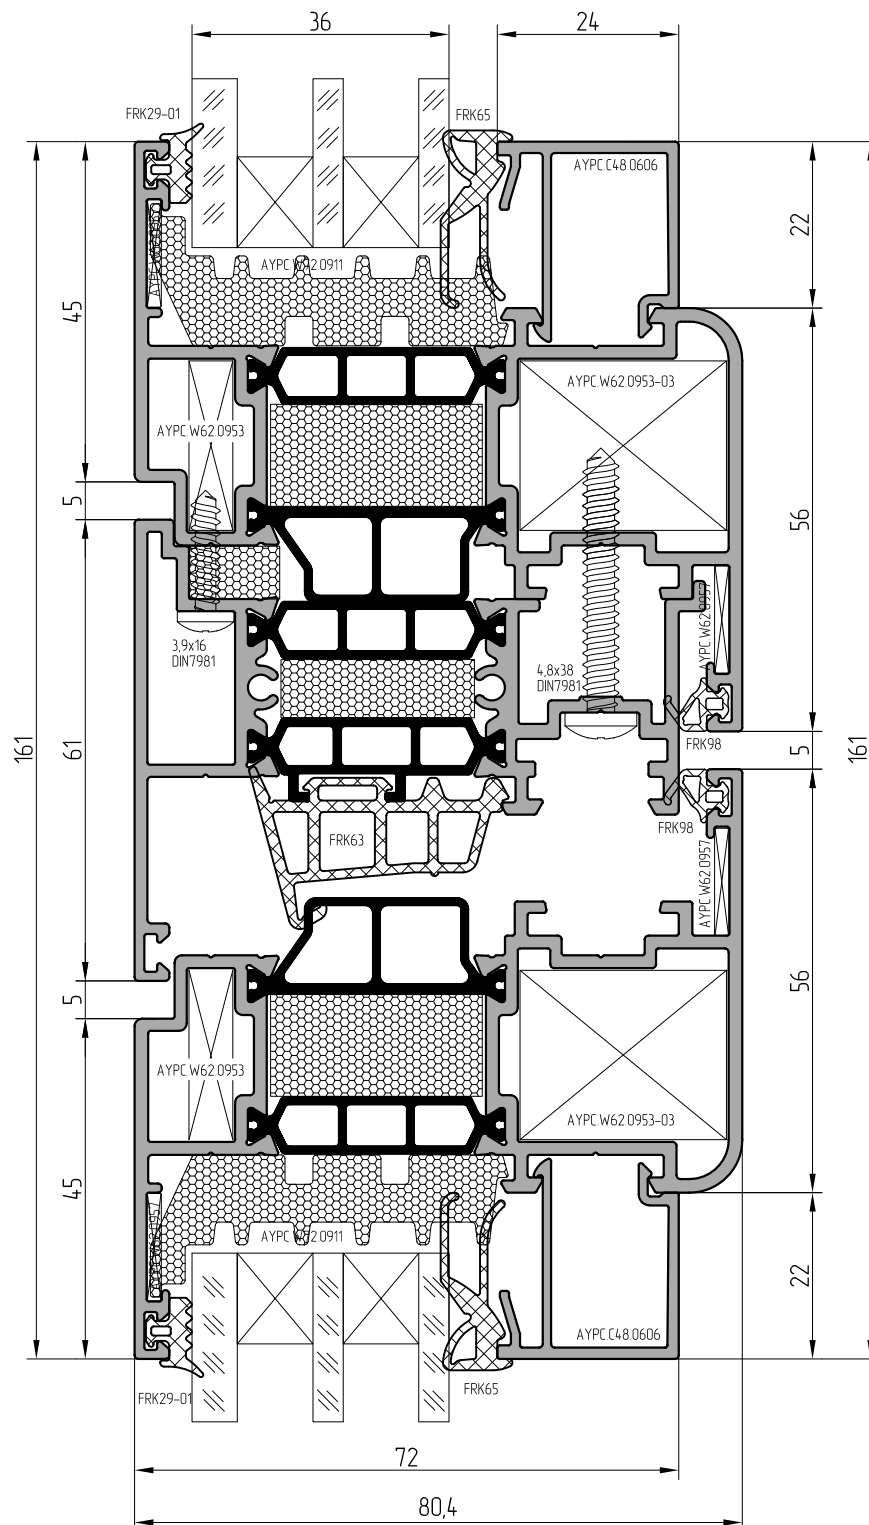 36
24
FRK29-01
FRK65
AYPC.C48.0606
AYPC.W62.0911
22
45
AYPC.W62.0953-03
AYPC.W62.0953
5
56
AYPC.W62.0957
3,9x16
DIN7981
4,8x38
DIN7981
161
61
FRK98
5
161
FRK98
FRK63
AYPC.W62.0957
5
56
AYPC.W62.0953
AYPC.W62.0953-03
45
AYPC.W62.0911
22
AYPC.C48.0606
FRK29-01
FRK65
72
80,4